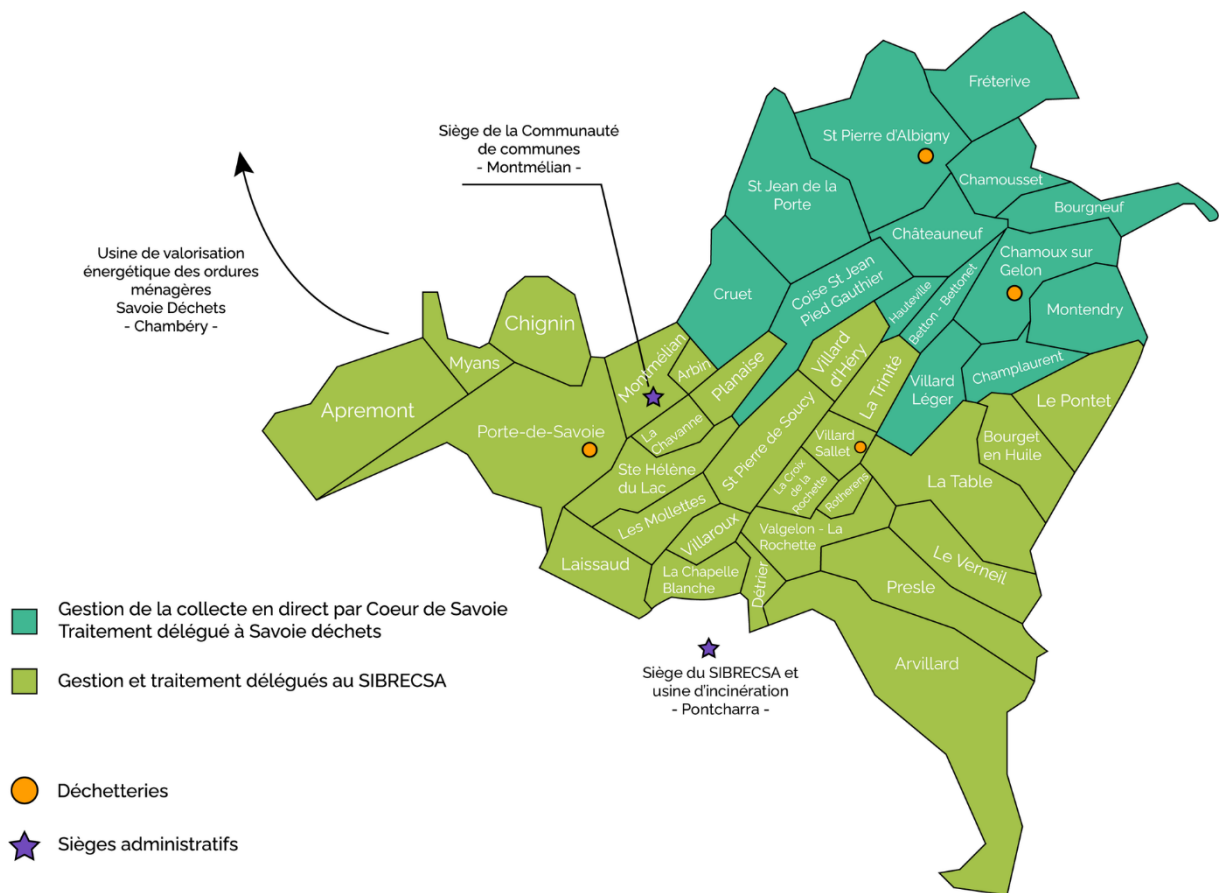 Fréterive
Siège de la Communauté
de communes
- Montmélian -
St Pierre d'Albigny
Chamousset
St Jean de la
Porte
Bourgneuf
Châteauneuf
Usine de valorisation
énergétique des ordures
ménagères
Savoie Déchets
- Chambéry -
Chamoux sur
Gelon
Coise St Jean
Pied Gauthier
Cruet
Hauteville
Betton - Bettonet
Montendry
Chignin
Myans
Montmélian
Arbin
Planaise
Villard
d'Héry
La Trinité
Villard
Léger
Champlaurent
Apremont
Le Pontet
Porte-de-Savoie
La
Chavanne
St Pierre de Soucy
Villard
Sallet
Bourget
en Huile
Ste Hélène
du Lac
La Croix
de la
Rochette
Rotherens
La Table
Les Mollettes
Villaroux
Valgelon - La
Rochette
Laissaud
La Chapelle
Blanche
Détrier
Le Verneil
Presle
Arvillard
Gestion de la collecte en direct par Coeur de Savoie
Traitement délégué à Savoie déchets
Gestion et traitement délégués au SIBRECSA
Siège du SIBRECSA et
usine d'incinération
- Pontcharra -
Déchetteries
Sièges administratifs